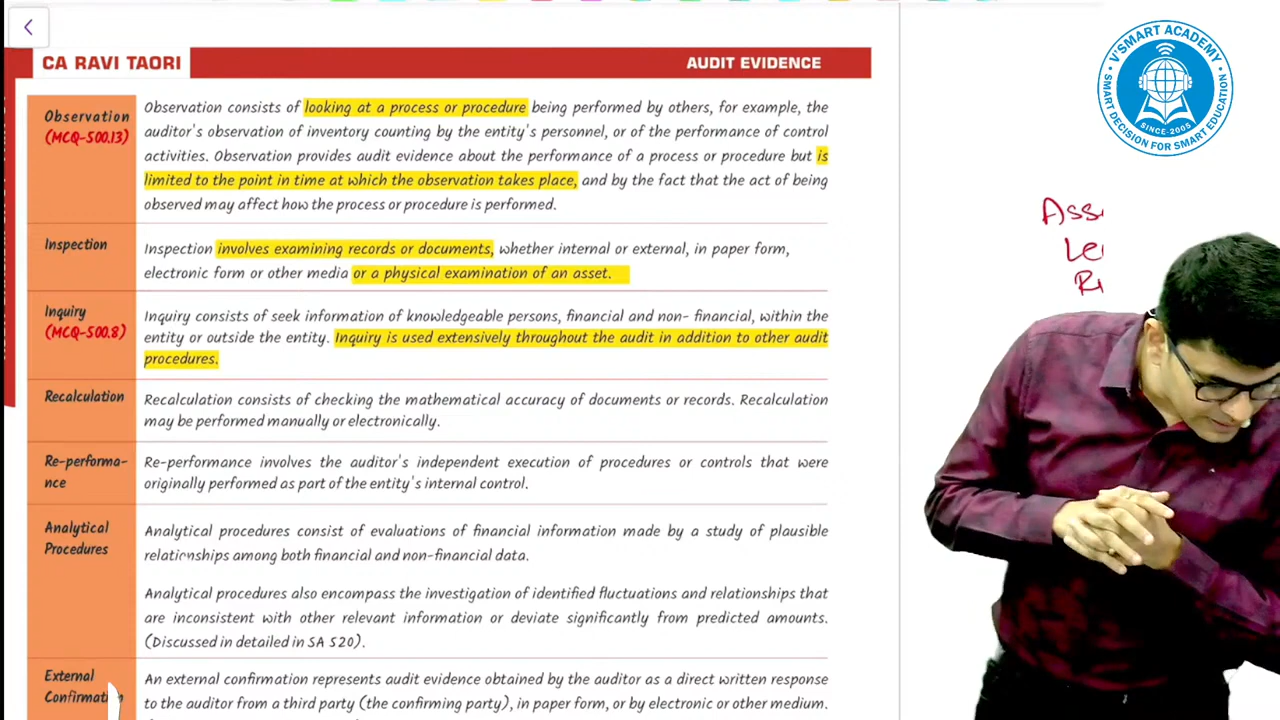 CA RAVI TAORI
AUDIT EVIDENCE
Observation
(MCQ-500.13)
Observation consists of looking at a process or procedure being performed by others, for example, the
auditor's observation of inventory counting by the entity's personnel, or of the performance of control
activities. Observation provides audit evidence about the performance of a process or procedure but is
limited to the point in time at which the observation takes place, and by the fact that the act of being
observed may affect how the process or procedure is performed.
Inspection
Inspection involves examining records or documents, whether internal or external, in paper form,
electronic form or other media or a physical examination of an asset.
Inquiry
(MCQ-500.8)
Inquiry consists of seek information of knowledgeable persons, financial and non- financial, within the
entity or outside the entity. Inquiry is used extensively throughout the audit in addition to other audit
procedures.
Recalculation
Recalculation consists of checking the mathematical accuracy of documents or records. Recalculation
may be performed manually or electronically.
Re-performa-
nce
Re-performance involves the auditor's independent execution of procedures or controls that were
originally performed as part of the entity's internal control.
Analytical
Procedures
Analytical procedures consist of evaluations of financial information made by a study of plausible
relationships among both financial and non-financial data.
Analytical procedures also encompass the investigation of identified fluctuations and relationships that
are inconsistent with other relevant information or deviate significantly from predicted amounts.
(Discussed in detailed in SA 520).
External
Confirmation
An external confirmation represents audit evidence obtained by the auditor as a direct written response
to the auditor from a third party (the confirming party), in paper form, or by electronic or other medium.
V'SMART ACADEMY
SMART DECISION FOR SMART EDUCATION
SINCE-2005